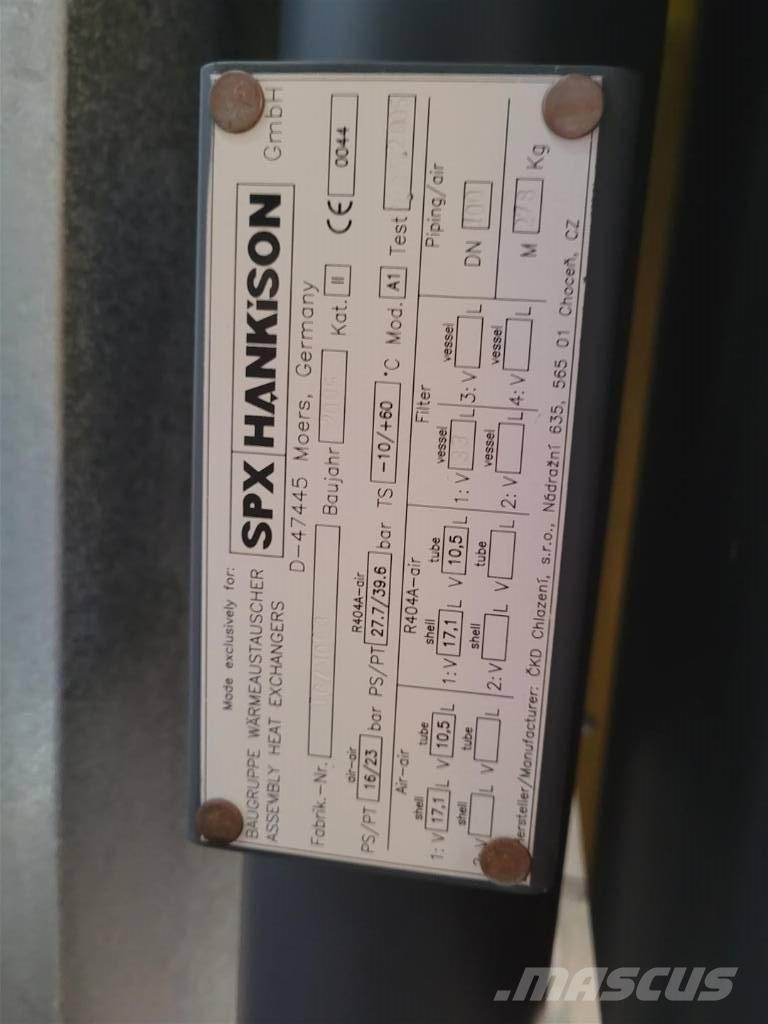 Made exclusively for:
BAUGRUPPE WÄRMEAUSTAUSCHER
ASSEMBLY HEAT EXCHANGERS
SPX HANKiSON GmbH
D-47445 Moers, Germany
Fabrik.-Nr. Baujahr Kat. II CE 0044
air-air R404A-air
PS/PT 16/23 bar PS/PT 27.7/39.6 bar TS -10/+60 °C Mod. A1 Test
Air-air R404A-air Filter Piping/air
shell tube shell tube vessel vessel
1: V 17,1 L V 10,5 L 1: V 17,1 L V 10,5 L 1: V L 3: V L DN
shell tube shell tube vessel vessel
V L V L 2: V L V L 2: V L 4: V L M Kg
Hersteller/Manufacturer: ČKD Chlazení, s.r.o., Nádražní 635, 565 01 Choceň, CZ
.MASCUS